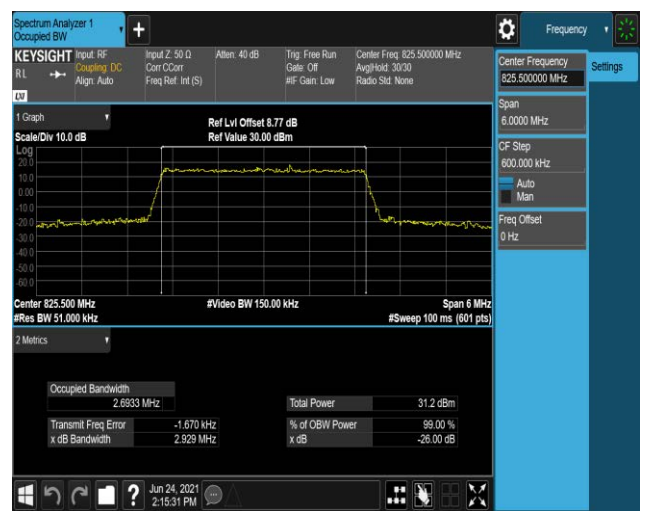 Spectrum Analyzer 1
Occupied BW
+
Frequency
KEYSIGHT
RL
LXI
Input: RF
Coupling: DC
Align: Auto
Input Z: 50 Ω
Corr CCorr
Freq Ref: Int (S)
Atten: 40 dB
Trig: Free Run
Gate: Off
#IF Gain: Low
Center Freq: 825.500000 MHz
Avg|Hold: 30/30
Radio Std: None
Center Frequency
825.500000 MHz
Settings
Span
6.0000 MHz
CF Step
600.000 kHz
Auto
Man
Freq Offset
0 Hz
1 Graph
Scale/Div 10.0 dB
Ref Lvl Offset 8.77 dB
Ref Value 30.00 dBm
Log
20.0
10.0
0.00
-10.0
-20.0
-30.0
-40.0
-50.0
-60.0
Center 825.500 MHz
#Video BW 150.00 kHz
Span 6 MHz
#Res BW 51.000 kHz
#Sweep 100 ms (601 pts)
2 Metrics
Occupied Bandwidth
2.6933 MHz
Total Power 31.2 dBm
Transmit Freq Error -1.670 kHz
% of OBW Power 99.00 %
x dB Bandwidth 2.929 MHz
x dB -26.00 dB
?
Jun 24, 2021
2:15:31 PM